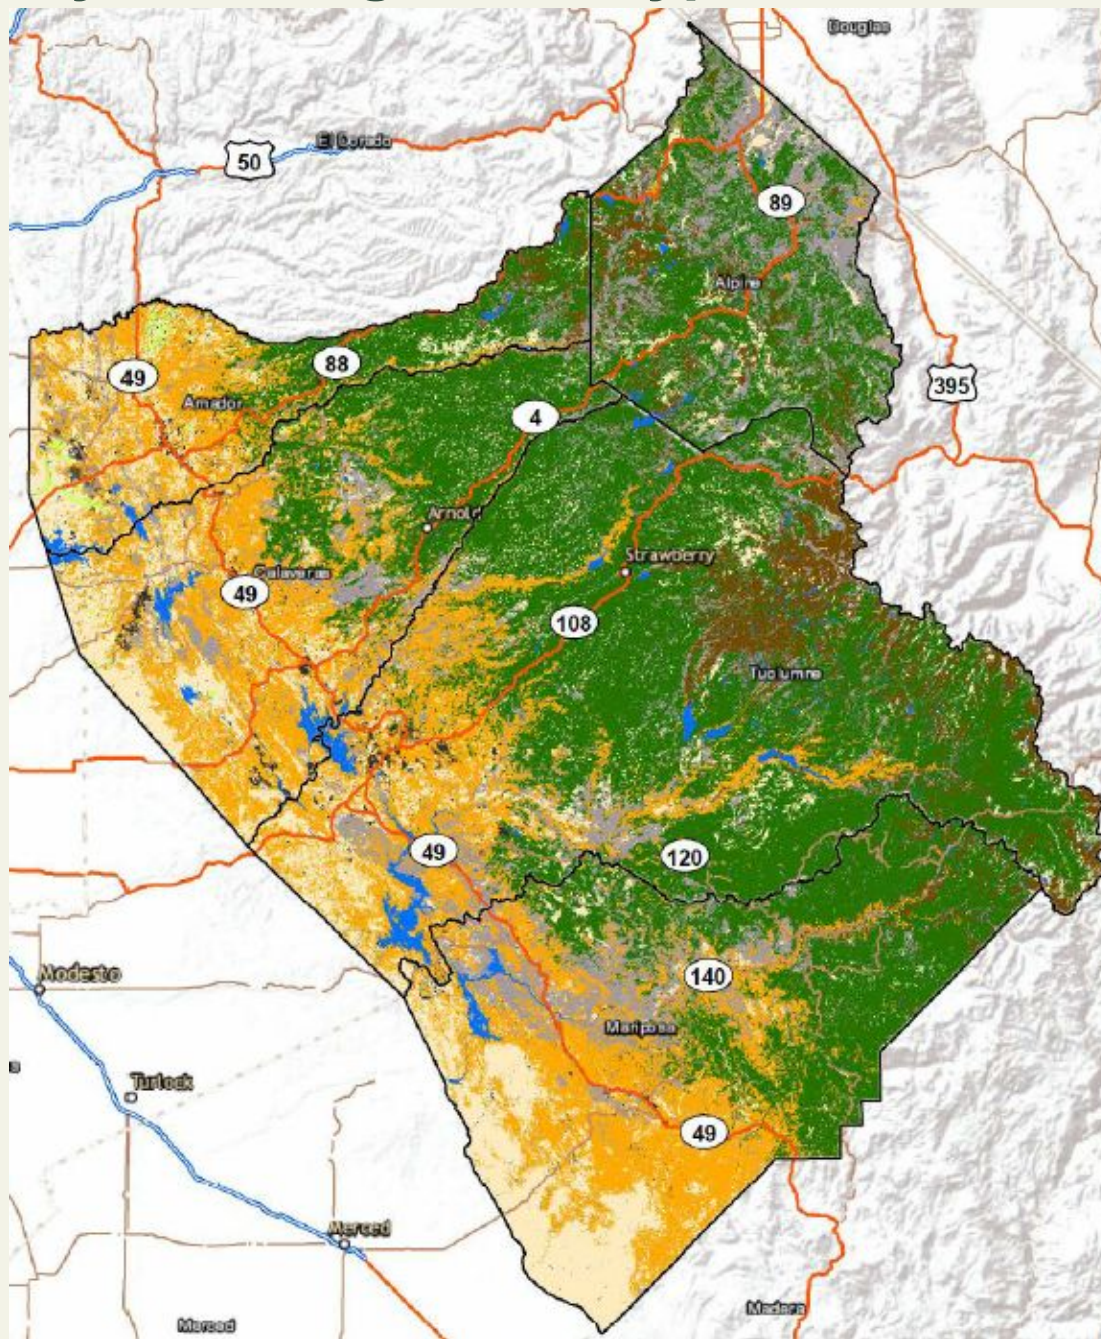 Douglas
El Dorado
50
89
Alpine
49
88
395
Amador
4
Arnold
Strawberry
Calaveras
49
108
Tuolumne
49
120
Modesto
140
Mariposa
Turlock
49
Merced
Madera
Merced